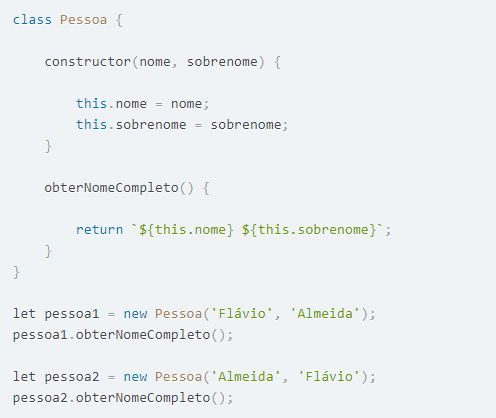 class Pessoa {
constructor(nome, sobrenome) {
this.nome = nome;
this.sobrenome = sobrenome;
}
obterNomeCompleto() {
return `${this.nome} ${this.sobrenome}`;
}
}
let pessoa1 = new Pessoa('Flávio', 'Almeida');
pessoa1.obterNomeCompleto();
let pessoa2 = new Pessoa('Almeida', 'Flávio');
pessoa2.obterNomeCompleto();